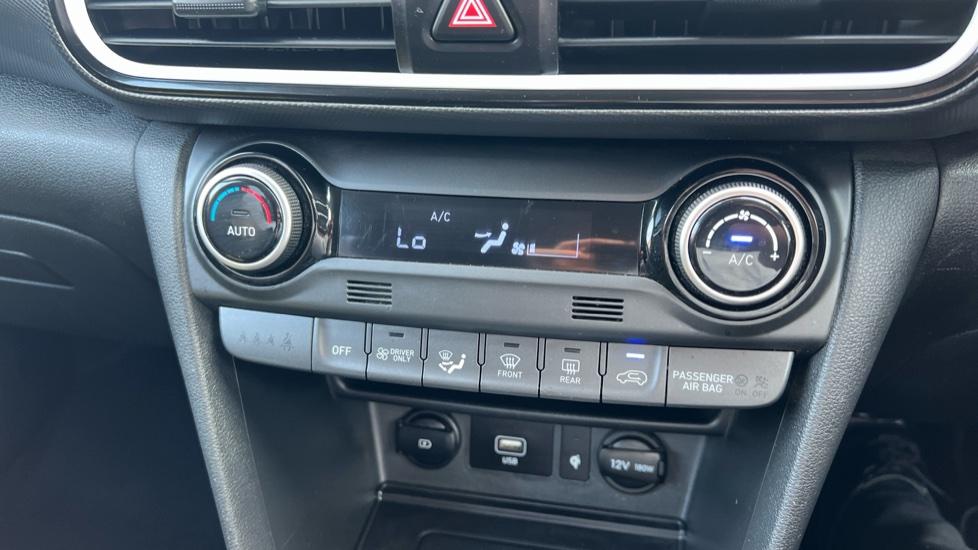 A/C
Lo
AUTO
A/C
- +
OFF
DRIVER ONLY
FRONT
REAR
PASSENGER AIR BAG
ON OFF
USB
12V 180W